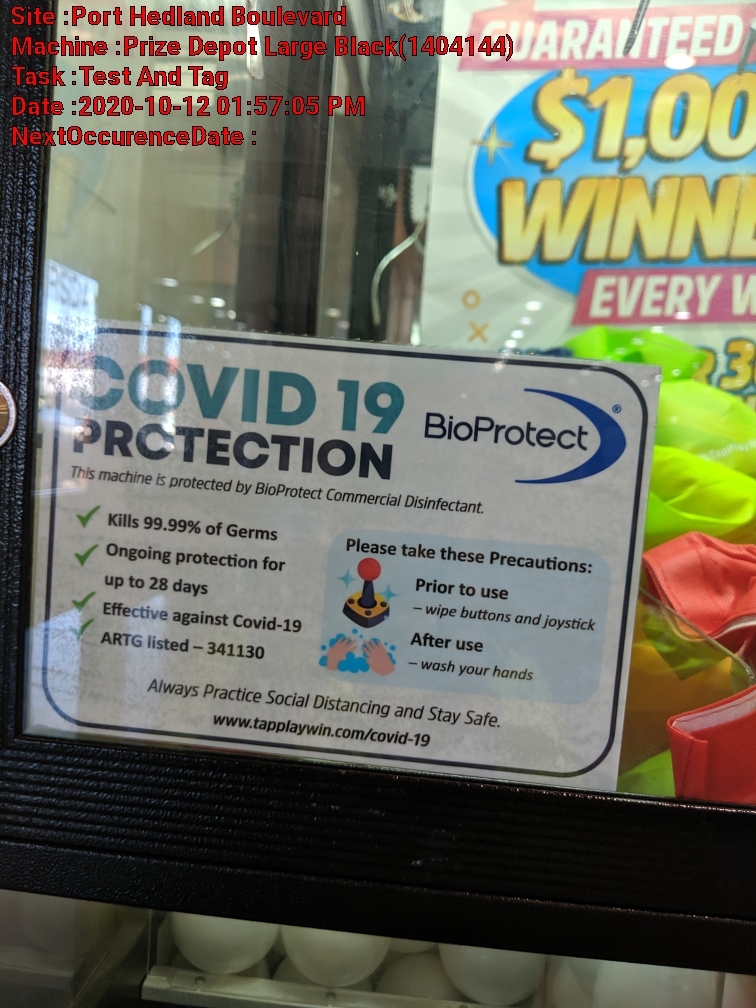 Site :Port Hedland Boulevard
Machine :Prize Depot Large Black(1404144)
Task :Test And Tag
Date :2020-10-12 01:57:05 PM
NextOccurenceDate :
GUARANTEED
$1,00
WINNE
EVERY W
COVID 19
PROTECTION
BioProtect®
This machine is protected by BioProtect Commercial Disinfectant.
Kills 99.99% of Germs
Ongoing protection for
up to 28 days
Effective against Covid-19
ARTG listed – 341130
Please take these Precautions:
Prior to use
– wipe buttons and joystick
After use
– wash your hands
Always Practice Social Distancing and Stay Safe.
www.tapplaywin.com/covid-19